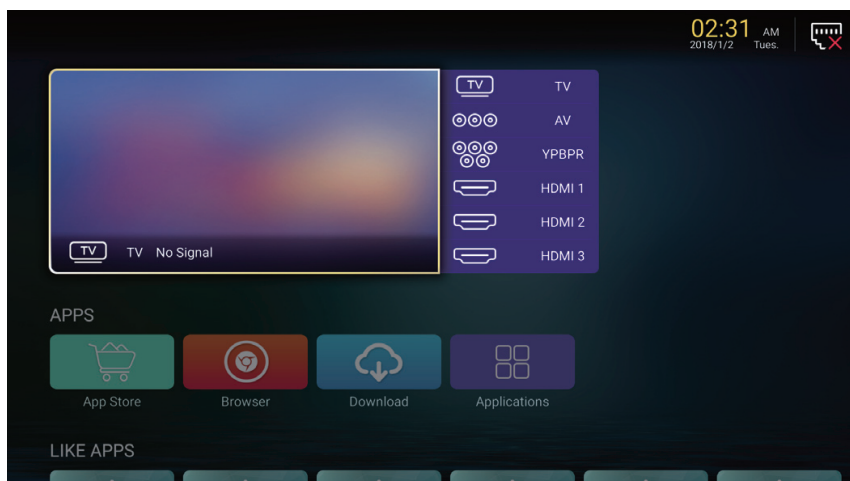 02:31 AM
2018/1/2 Tues.
TV TV
AV
YPBPR
HDMI 1
HDMI 2
HDMI 3
TV TV No Signal
APPS
App Store Browser Download Applications
LIKE APPS